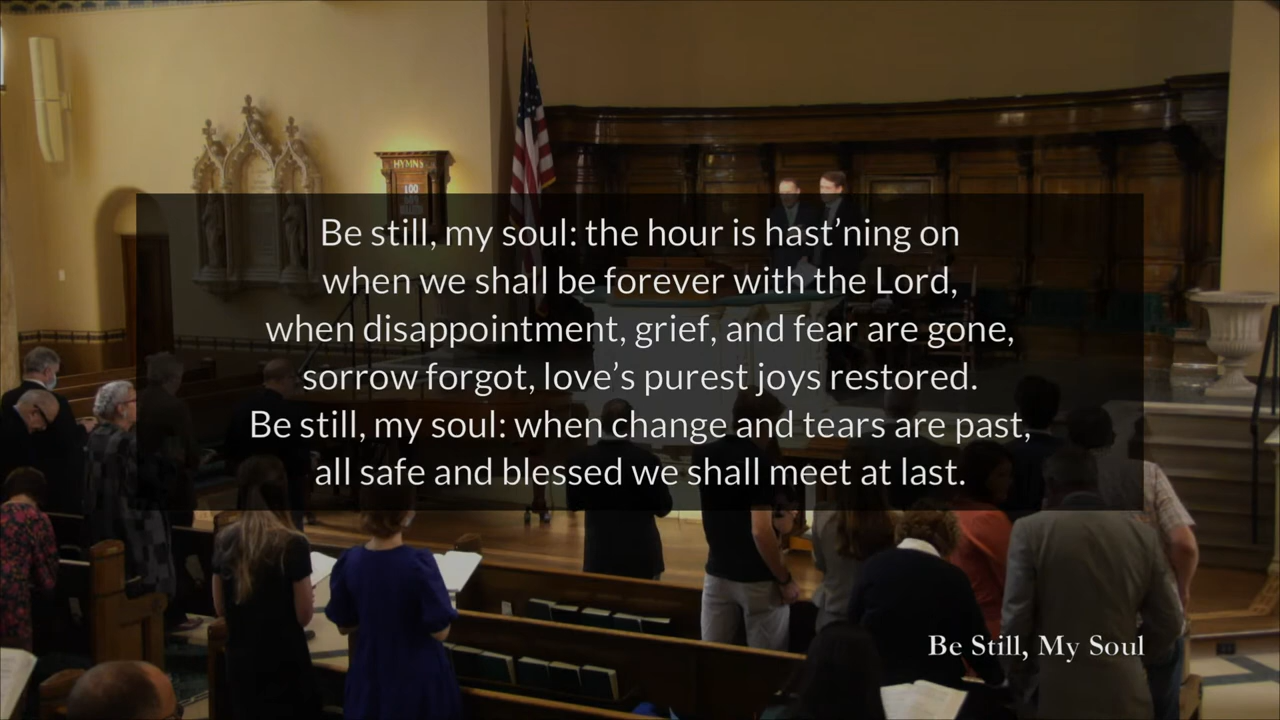 HYMNS
100
Be still, my soul: the hour is hast’ning on
when we shall be forever with the Lord,
when disappointment, grief, and fear are gone,
sorrow forgot, love’s purest joys restored.
Be still, my soul: when change and tears are past,
all safe and blessed we shall meet at last.
Be Still, My Soul